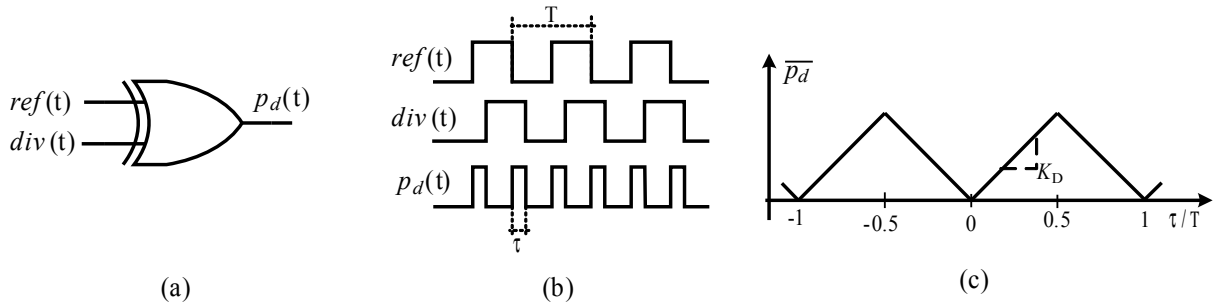 ref(t)
div(t)
p_d(t)
(a)
T
ref(t)
div(t)
p_d(t)
τ
(b)
p_d
K_D
-1
-0.5
0
0.5
1
τ/T
(c)